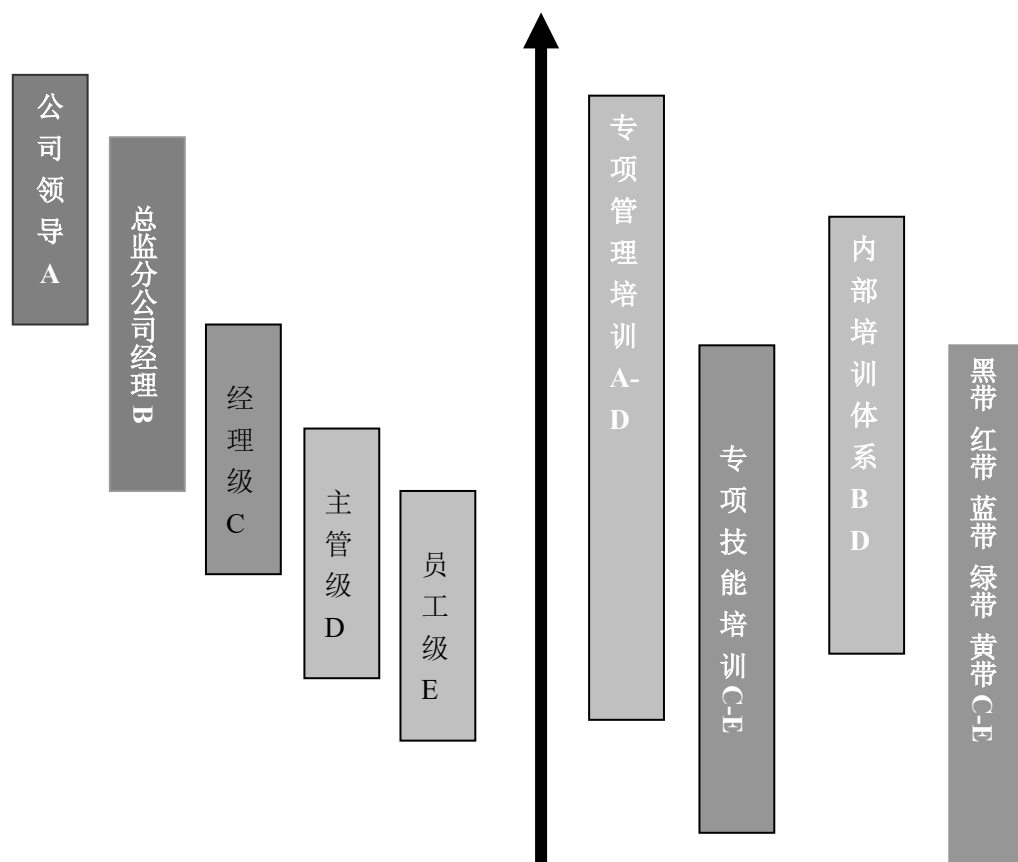 公司领导A
总监分公司经理B
经理级C
主管级D
员工级E
专项管理培训A-D
专项技能培训C-E
内部培训体系BD
黑带 红带 蓝带 绿带 黄带C-E